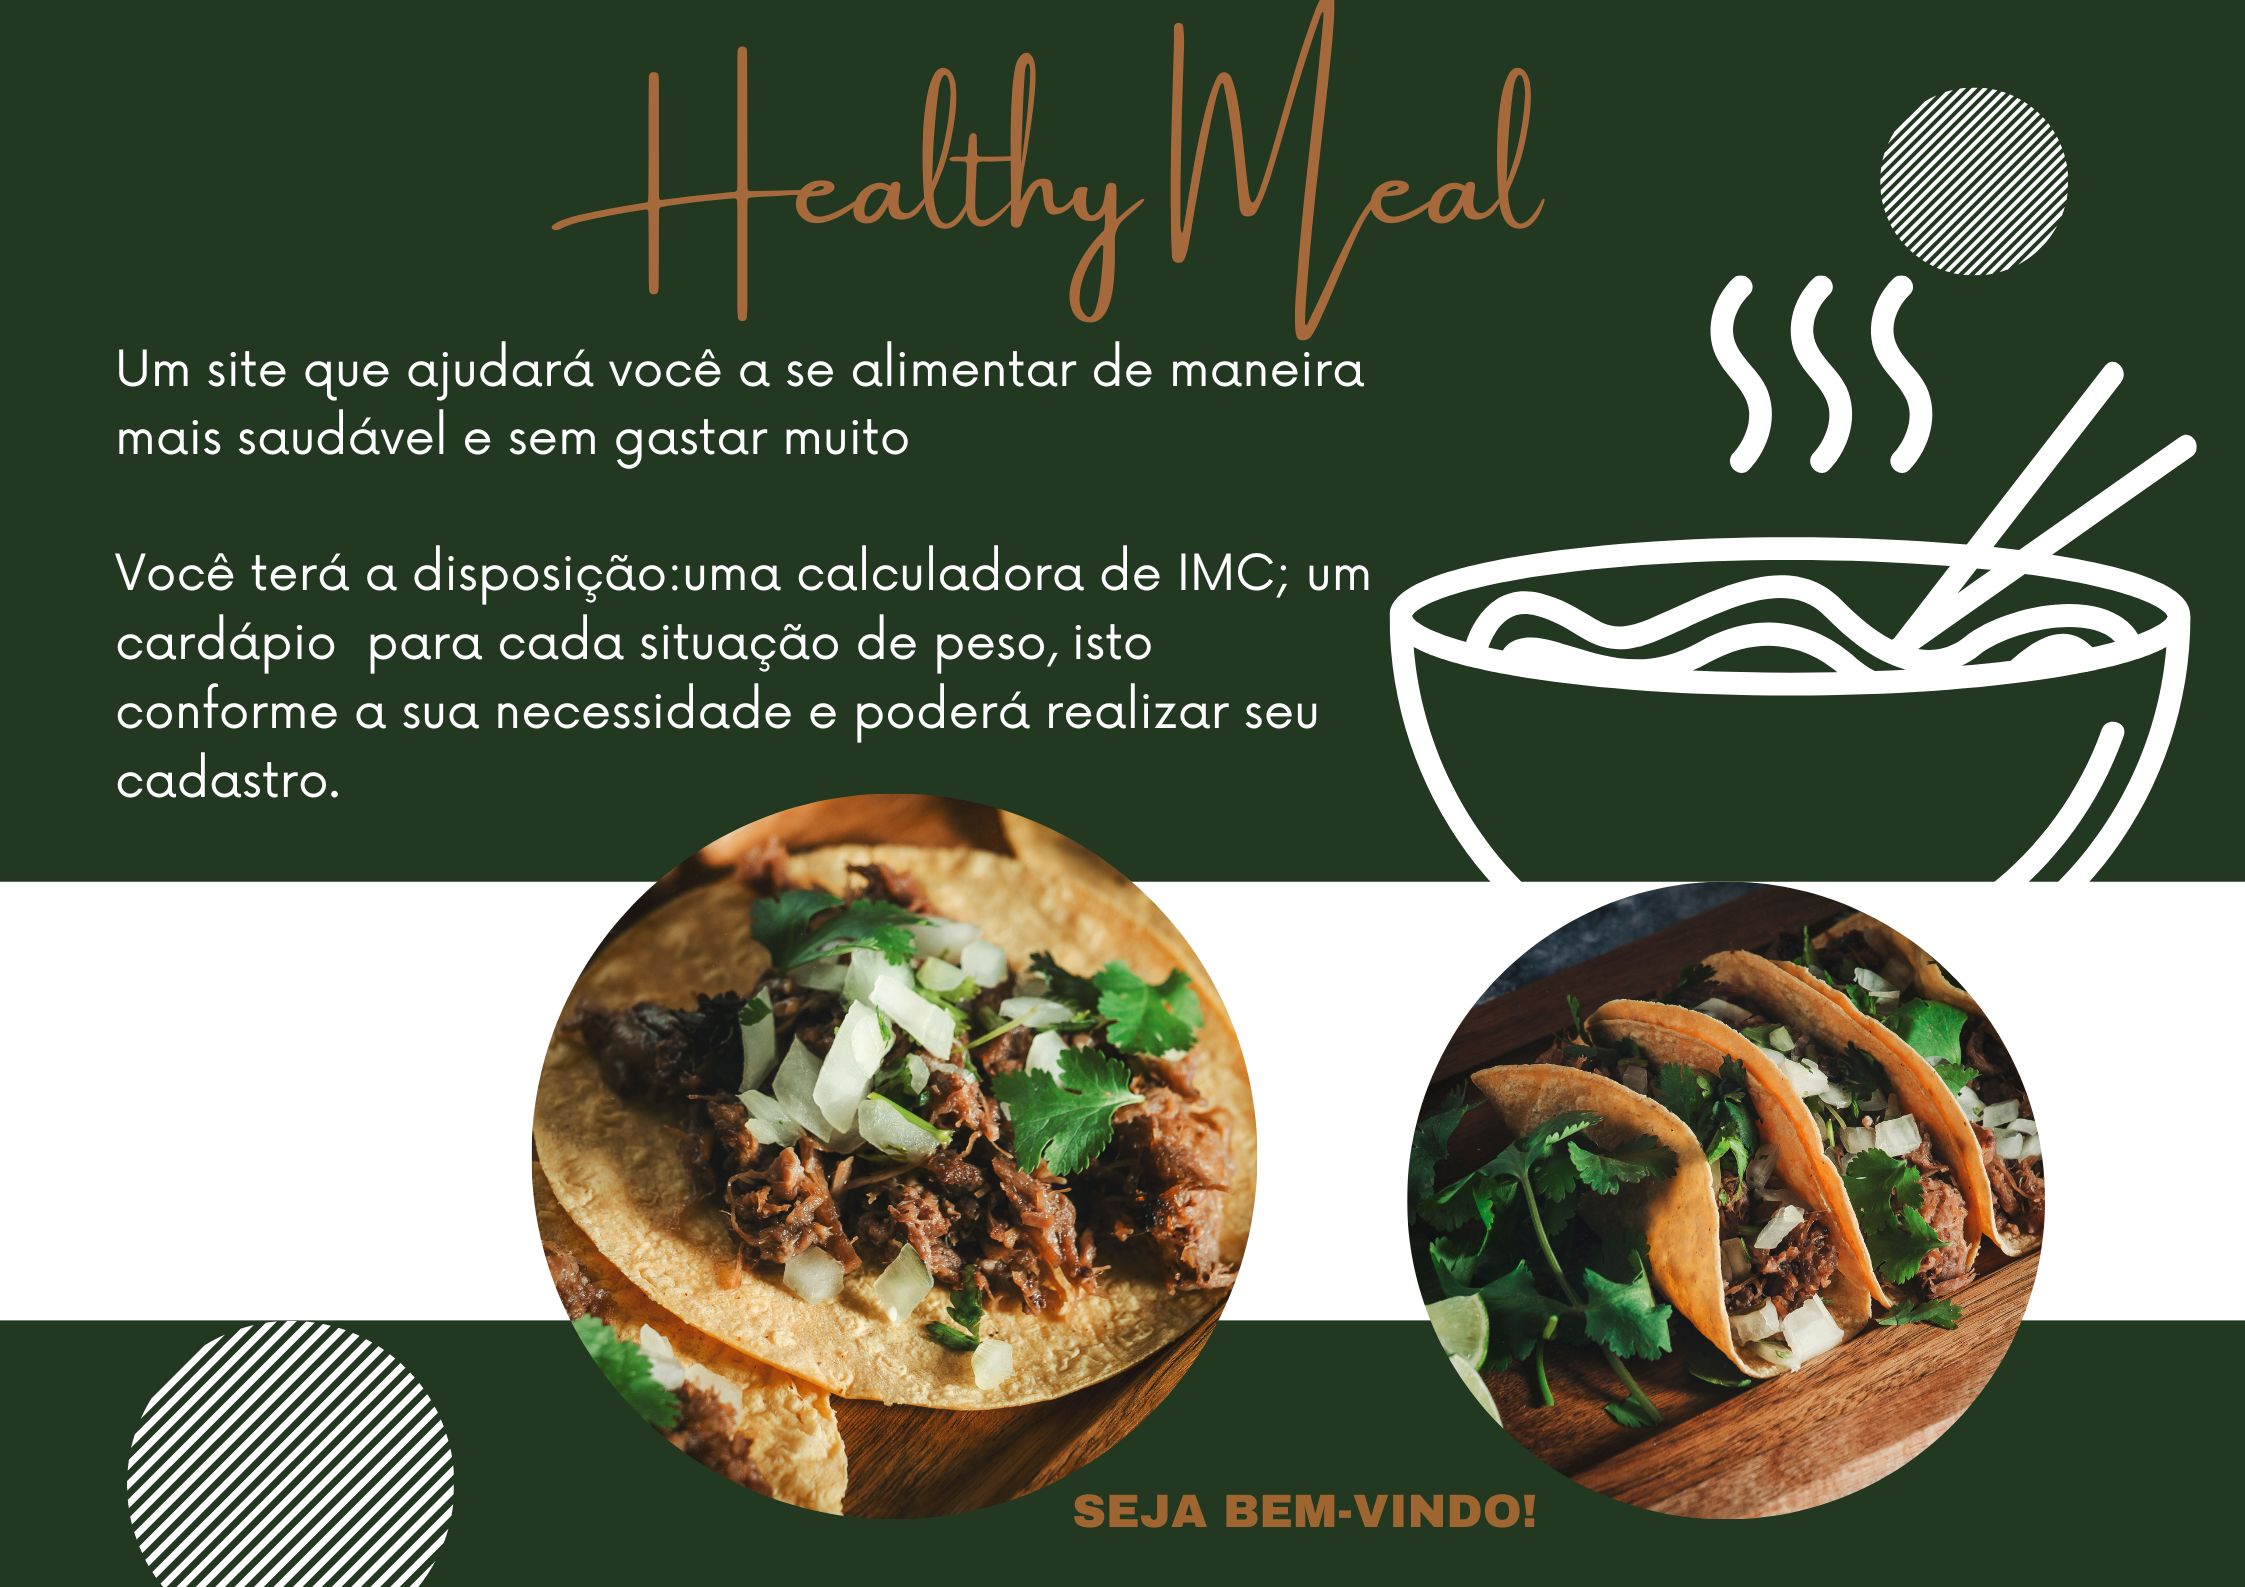 Healthy Meal
Um site que ajudará você a se alimentar de maneira
mais saudável e sem gastar muito
Você terá a disposição:uma calculadora de IMC; um
cardápio  para cada situação de peso, isto
conforme a sua necessidade e poderá realizar seu
cadastro.
SEJA BEM-VINDO!